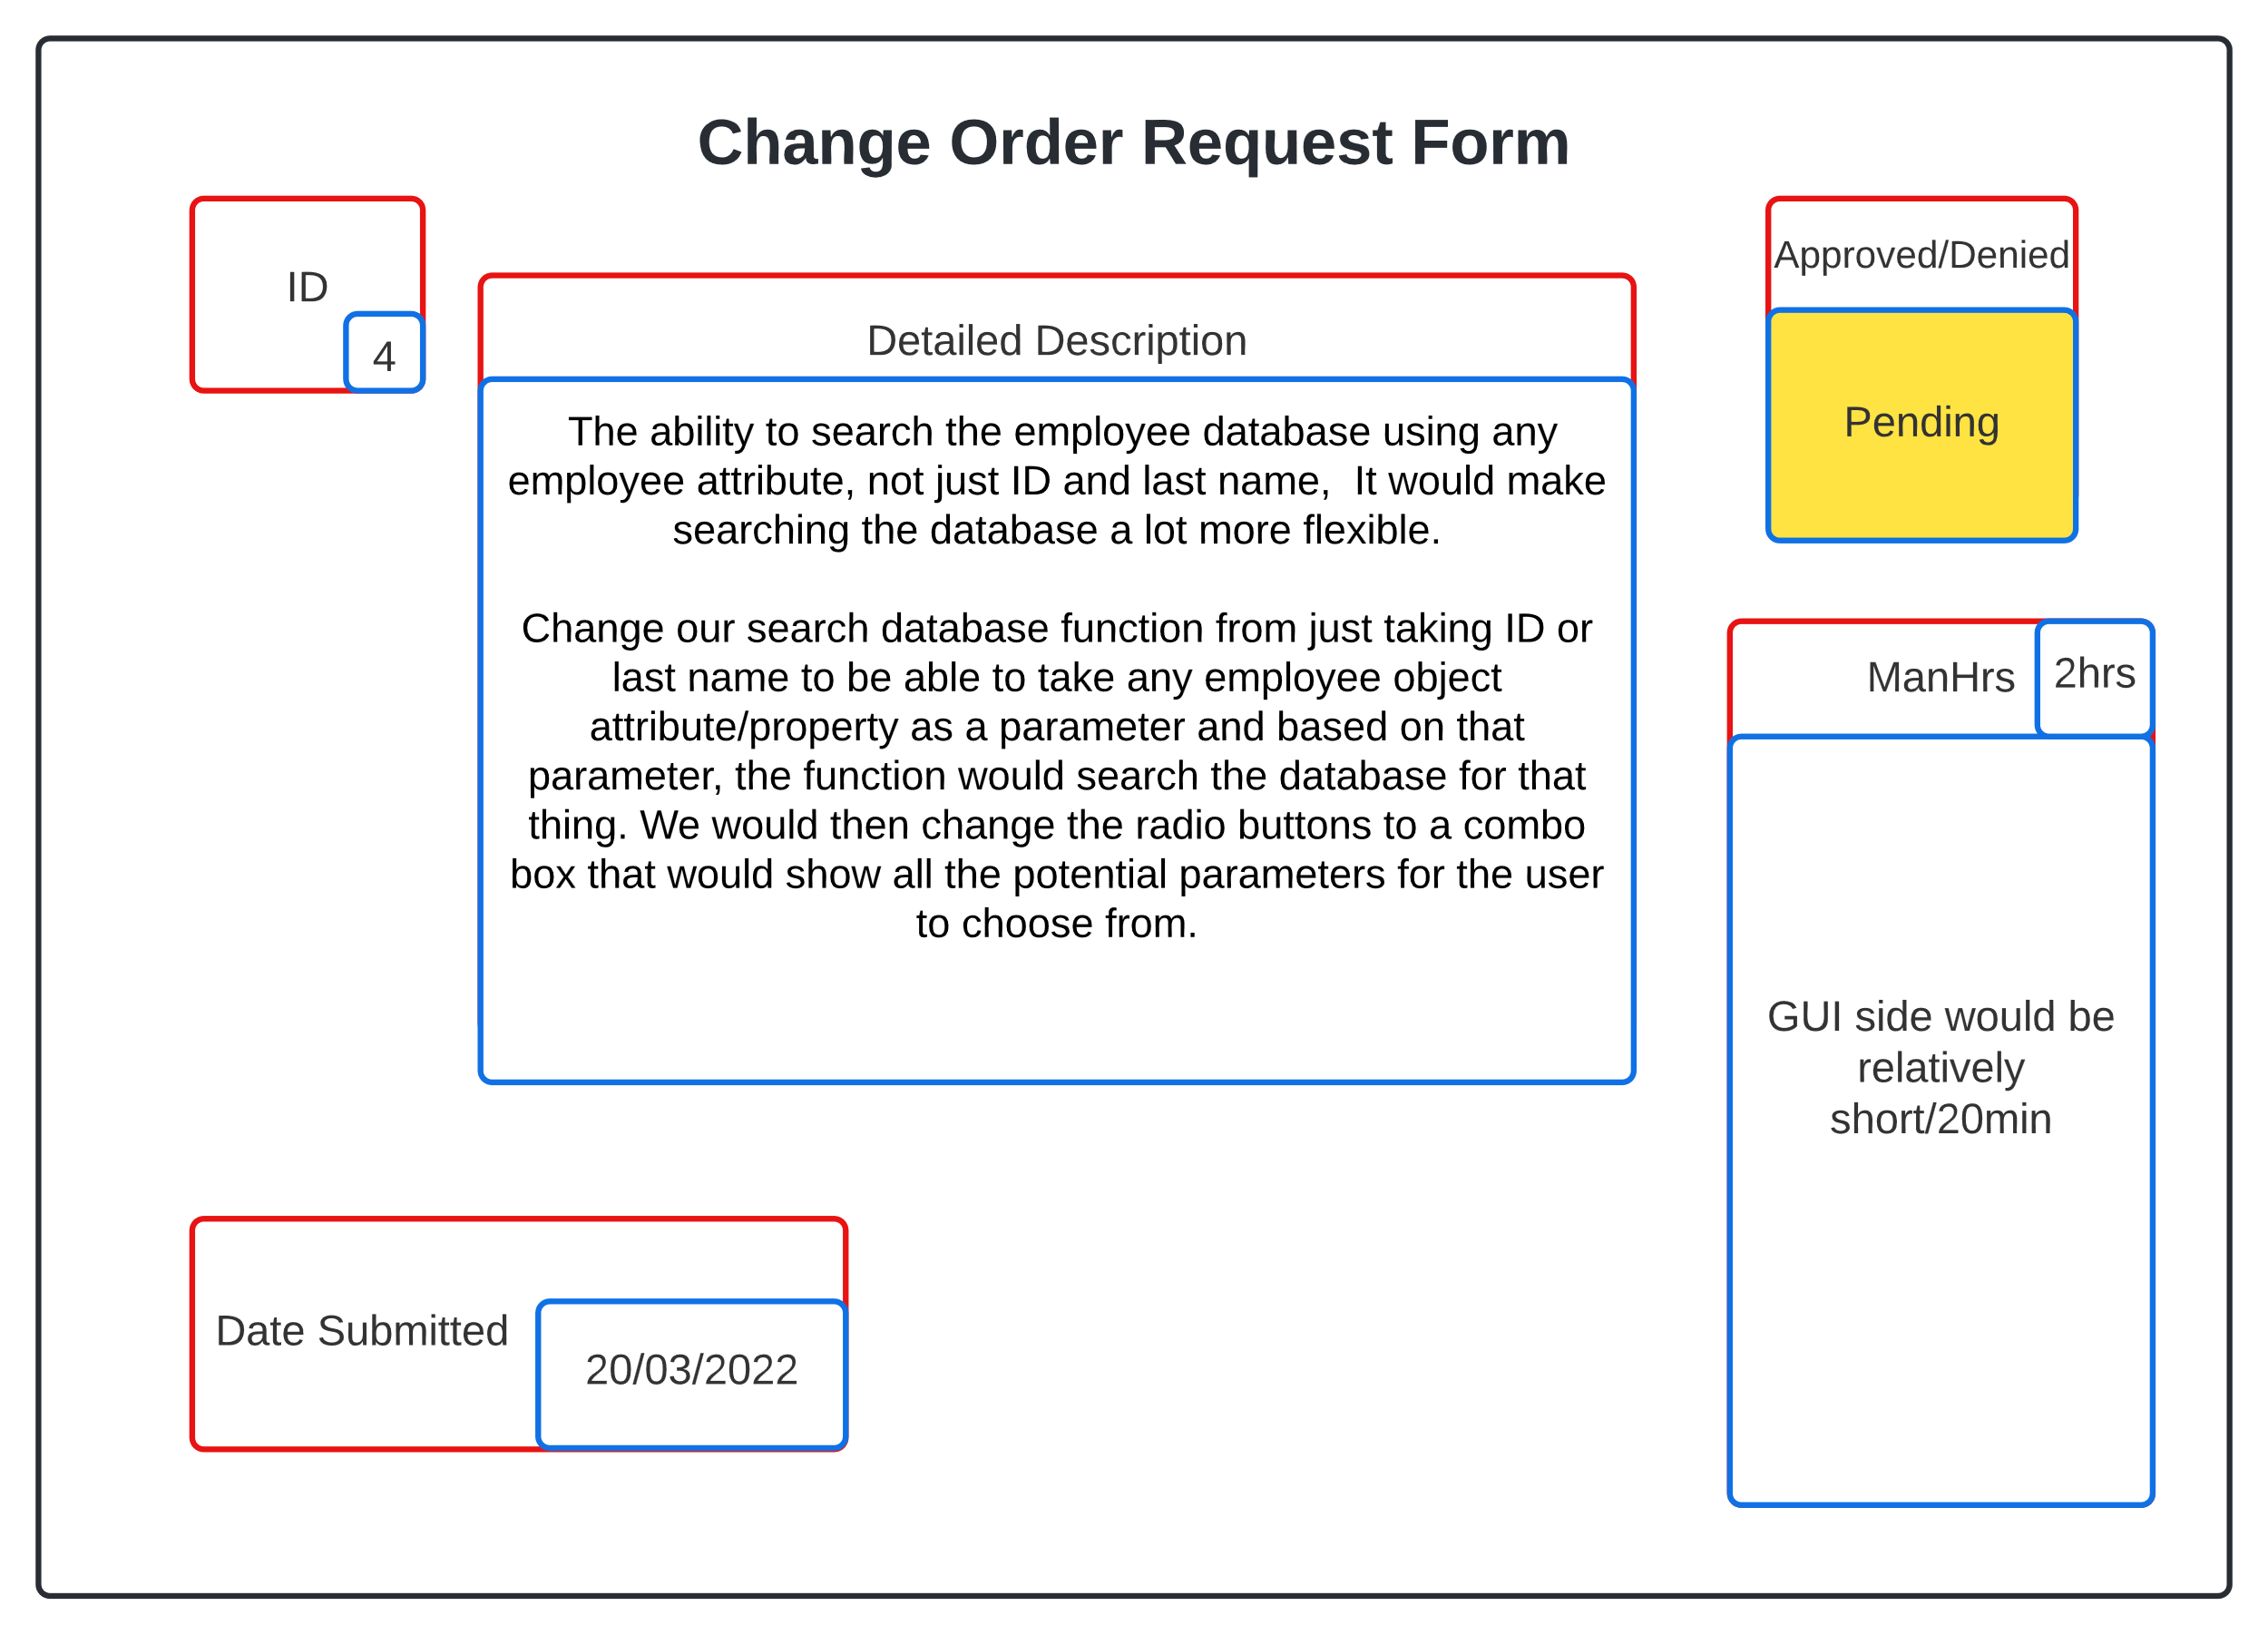 Change Order Request Form
ID
4
Approved/Denied
Pending
Detailed Description
The ability to search the employee database using any
employee attribute, not just ID and last name,  It would make
searching the database a lot more flexible.
Change our search database function from just taking ID or
last name to be able to take any employee object
attribute/property as a parameter and based on that
parameter, the function would search the database for that
thing. We would then change the radio buttons to a combo
box that would show all the potential parameters for the user
to choose from.
ManHrs
2hrs
GUI side would be
relatively
short/20min
Date Submitted
20/03/2022